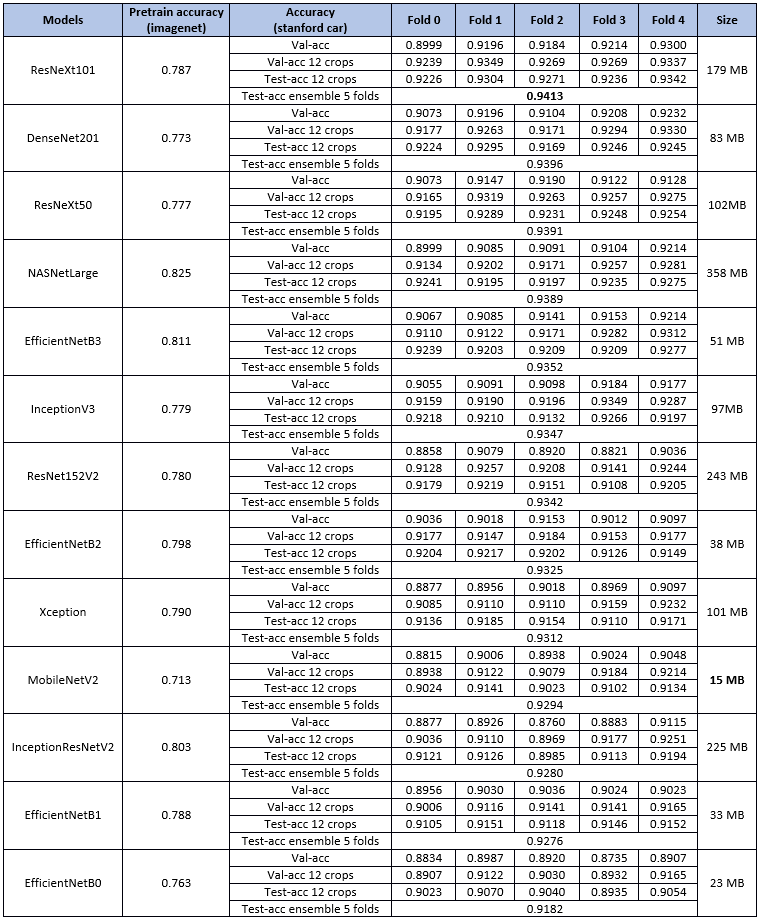 Models Pretrain accuracy (imagenet) Accuracy (stanford car) Fold 0 Fold 1 Fold 2 Fold 3 Fold 4 Size
ResNeXt101 0.787 179 MB
Val-acc 0.8999 0.9196 0.9184 0.9214 0.9300
Val-acc 12 crops 0.9239 0.9349 0.9269 0.9269 0.9337
Test-acc 12 crops 0.9226 0.9304 0.9271 0.9236 0.9342
Test-acc ensemble 5 folds 0.9413
DenseNet201 0.773 83 MB
Val-acc 0.9073 0.9196 0.9104 0.9208 0.9232
Val-acc 12 crops 0.9177 0.9263 0.9171 0.9294 0.9330
Test-acc 12 crops 0.9224 0.9295 0.9169 0.9246 0.9245
Test-acc ensemble 5 folds 0.9396
ResNeXt50 0.777 102MB
Val-acc 0.9073 0.9147 0.9190 0.9122 0.9128
Val-acc 12 crops 0.9165 0.9319 0.9263 0.9257 0.9275
Test-acc 12 crops 0.9195 0.9289 0.9231 0.9248 0.9254
Test-acc ensemble 5 folds 0.9391
NASNetLarge 0.825 358 MB
Val-acc 0.8999 0.9085 0.9091 0.9104 0.9214
Val-acc 12 crops 0.9134 0.9202 0.9171 0.9257 0.9281
Test-acc 12 crops 0.9241 0.9195 0.9197 0.9235 0.9275
Test-acc ensemble 5 folds 0.9389
EfficientNetB3 0.811 51 MB
Val-acc 0.9067 0.9085 0.9141 0.9153 0.9214
Val-acc 12 crops 0.9110 0.9122 0.9171 0.9282 0.9312
Test-acc 12 crops 0.9239 0.9203 0.9209 0.9209 0.9277
Test-acc ensemble 5 folds 0.9352
InceptionV3 0.779 97MB
Val-acc 0.9055 0.9091 0.9098 0.9184 0.9177
Val-acc 12 crops 0.9159 0.9190 0.9196 0.9349 0.9287
Test-acc 12 crops 0.9218 0.9210 0.9132 0.9266 0.9197
Test-acc ensemble 5 folds 0.9347
ResNet152V2 0.780 243 MB
Val-acc 0.8858 0.9079 0.8920 0.8821 0.9036
Val-acc 12 crops 0.9128 0.9257 0.9208 0.9141 0.9244
Test-acc 12 crops 0.9179 0.9219 0.9151 0.9108 0.9205
Test-acc ensemble 5 folds 0.9342
EfficientNetB2 0.798 38 MB
Val-acc 0.9036 0.9018 0.9153 0.9012 0.9097
Val-acc 12 crops 0.9177 0.9147 0.9184 0.9153 0.9177
Test-acc 12 crops 0.9204 0.9217 0.9202 0.9126 0.9149
Test-acc ensemble 5 folds 0.9325
Xception 0.790 101 MB
Val-acc 0.8877 0.8956 0.9018 0.8969 0.9097
Val-acc 12 crops 0.9085 0.9110 0.9110 0.9159 0.9232
Test-acc 12 crops 0.9136 0.9185 0.9154 0.9110 0.9171
Test-acc ensemble 5 folds 0.9312
MobileNetV2 0.713 15 MB
Val-acc 0.8815 0.9006 0.8938 0.9024 0.9048
Val-acc 12 crops 0.8938 0.9122 0.9079 0.9184 0.9214
Test-acc 12 crops 0.9024 0.9141 0.9023 0.9102 0.9134
Test-acc ensemble 5 folds 0.9294
InceptionResNetV2 0.803 225 MB
Val-acc 0.8877 0.8926 0.8760 0.8883 0.9115
Val-acc 12 crops 0.9036 0.9110 0.8969 0.9177 0.9251
Test-acc 12 crops 0.9121 0.9126 0.8985 0.9113 0.9194
Test-acc ensemble 5 folds 0.9280
EfficientNetB1 0.788 33 MB
Val-acc 0.8956 0.9030 0.9036 0.9024 0.9023
Val-acc 12 crops 0.9006 0.9116 0.9141 0.9141 0.9165
Test-acc 12 crops 0.9105 0.9151 0.9118 0.9146 0.9152
Test-acc ensemble 5 folds 0.9276
EfficientNetB0 0.763 23 MB
Val-acc 0.8834 0.8987 0.8920 0.8735 0.8907
Val-acc 12 crops 0.8907 0.9122 0.9030 0.8932 0.9165
Test-acc 12 crops 0.9023 0.9070 0.9040 0.8935 0.9054
Test-acc ensemble 5 folds 0.9182